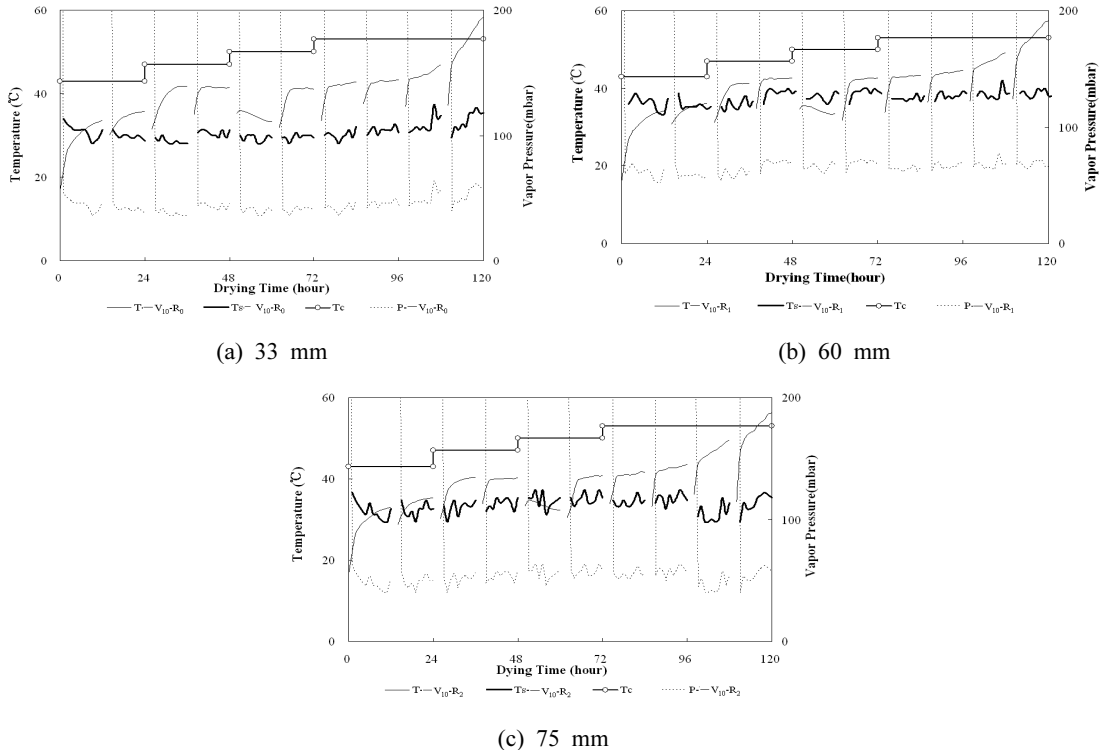 60
200
60
200
40
40
100
100
20
20
0
0
0
0
0 24 48 72 96 120
0 24 48 72 96 120
Temperature (℃)
Vapor Pressure(mbar)
Temperature (℃)
Vapor Pressure(mbar)
Drying Time (hour)
Drying Time(hour)
T-—V10-R0 Ts-—V10-R0 Tc P-—V10-R0
T-—V10-R1 Ts-—V10-R1 Tc P-—V10-R1
(a) 33 mm
(b) 60 mm
60
200
40
100
20
0
0
0 24 48 72 96 120
Temperature (℃)
Vapor Pressure(mbar)
Dying Time (hour)
T-—V10-R2 Ts-—V10-R2 Tc P-—V10-R2
(c) 75 mm